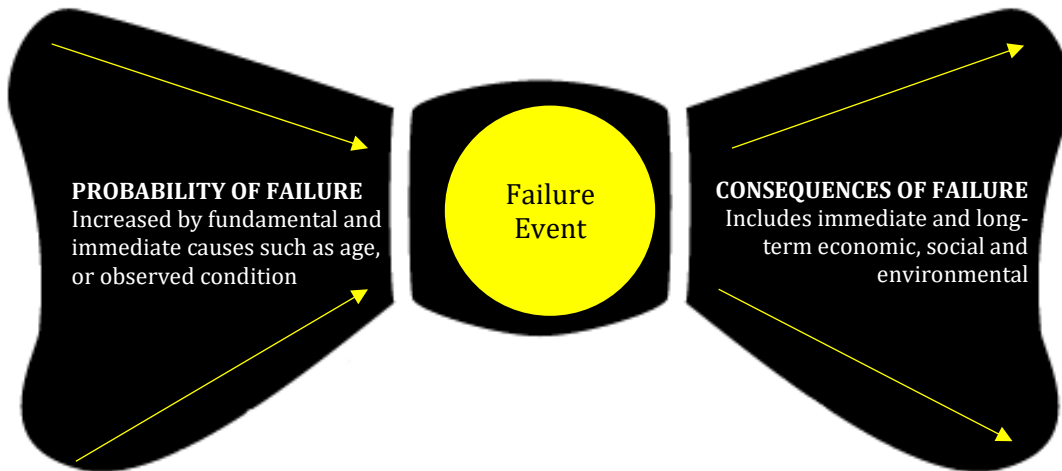 PROBABILITY OF FAILURE
Increased by fundamental and
immediate causes such as age,
or observed condition
Failure
Event
CONSEQUENCES OF FAILURE
Includes immediate and long-
term economic, social and
environmental